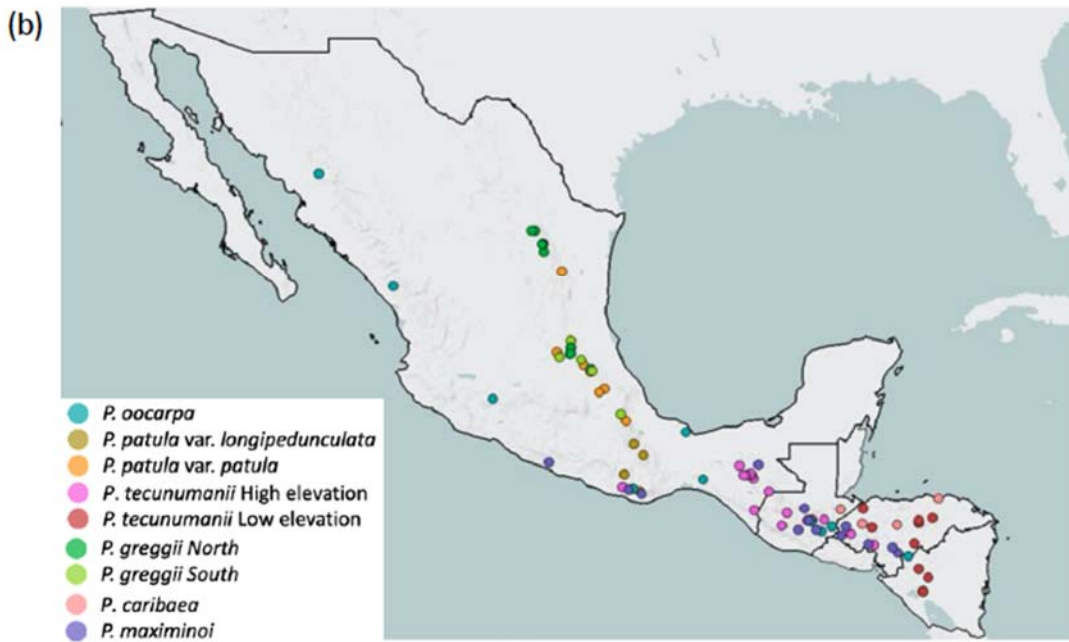 (b)
P. oocarpa
P. patula var. longipedunculata
P. patula var. patula
P. tecunumanii High elevation
P. tecunumanii Low elevation
P. greggii North
P. greggii South
P. caribaea
P. maximinoi